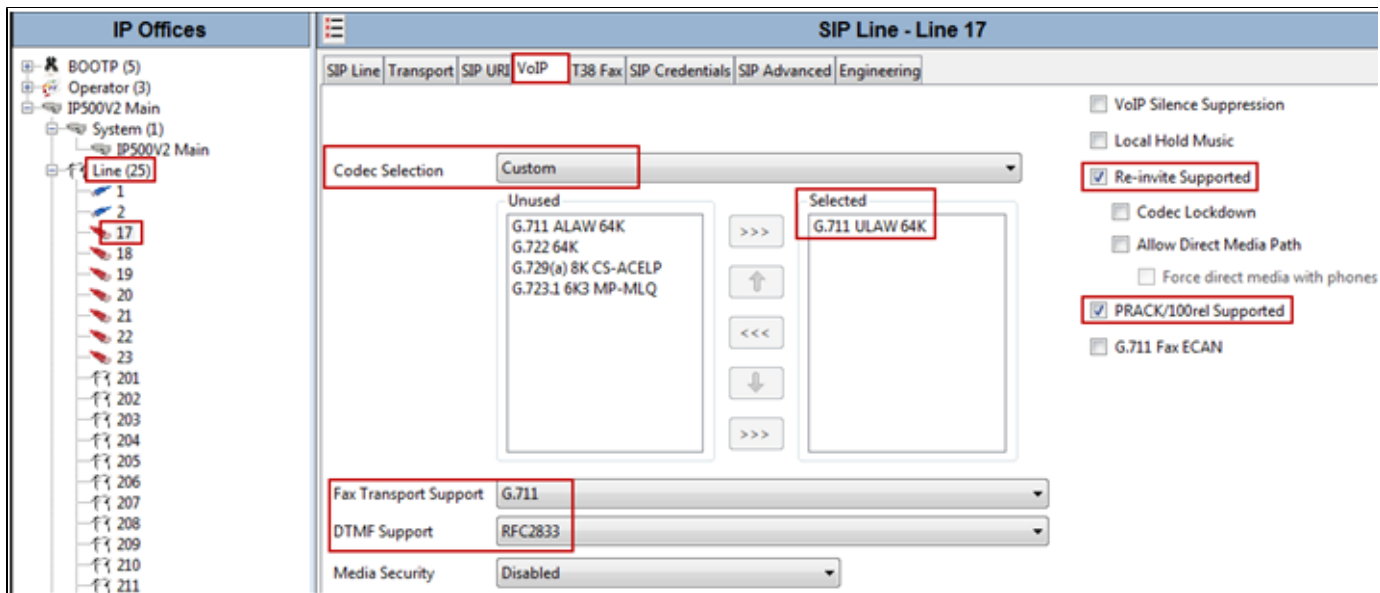 IP Offices
BOOTP (5)
Operator (3)
IP500V2 Main
System (1)
IP500V2 Main
Line (25)
1
2
17
18
19
20
21
22
23
201
202
203
204
205
206
207
208
209
210
211
SIP Line - Line 17
SIP Line Transport SIP URI VoIP T38 Fax SIP Credentials SIP Advanced Engineering
Codec Selection Custom
Unused
G.711 ALAW 64K
G.722 64K
G.729(a) 8K CS-ACELP
G.723.1 6K3 MP-MLQ
>>>
<<<
>>>
Selected
G.711 ULAW 64K
Fax Transport Support G.711
DTMF Support RFC2833
Media Security Disabled
VoIP Silence Suppression
Local Hold Music
Re-invite Supported
Codec Lockdown
Allow Direct Media Path
Force direct media with phones
PRACK/100rel Supported
G.711 Fax ECAN